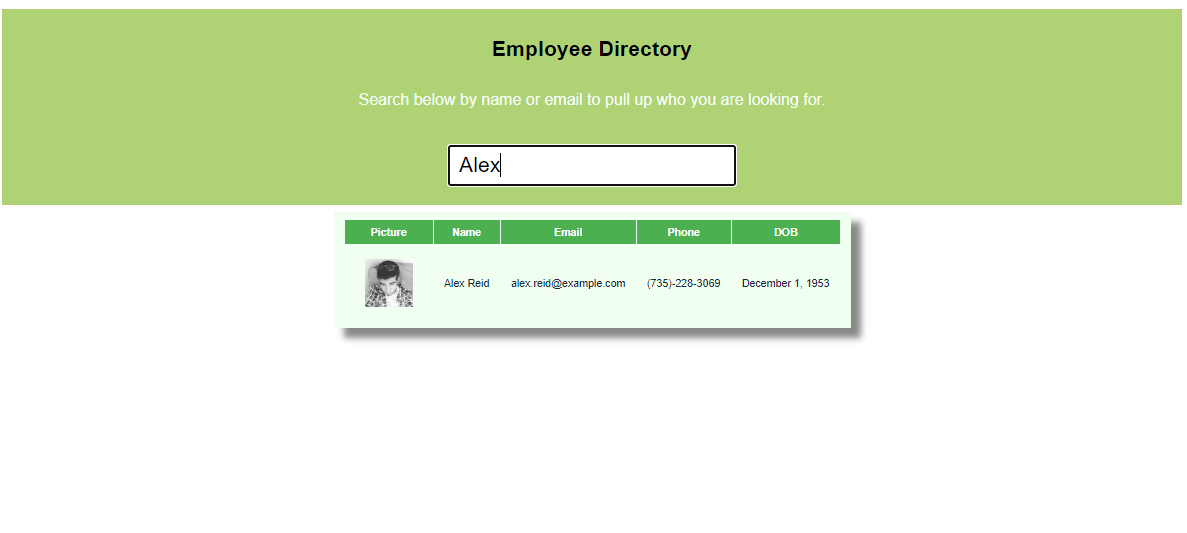 Employee Directory
Search below by name or email to pull up who you are looking for.
Alex
Picture Name Email Phone DOB
Alex Reid alex.reid@example.com (735)-228-3069 December 1, 1953